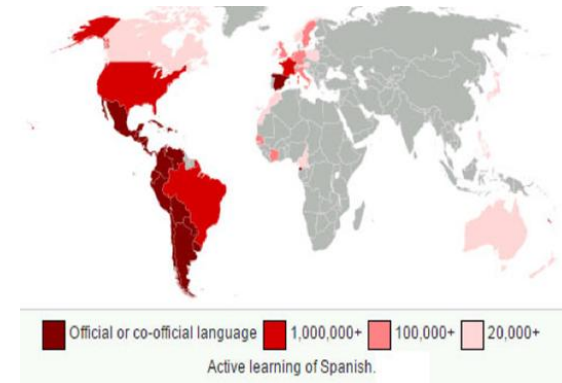 Official or co-official language 1,000,000+ 100,000+ 20,000+
Active learning of Spanish.